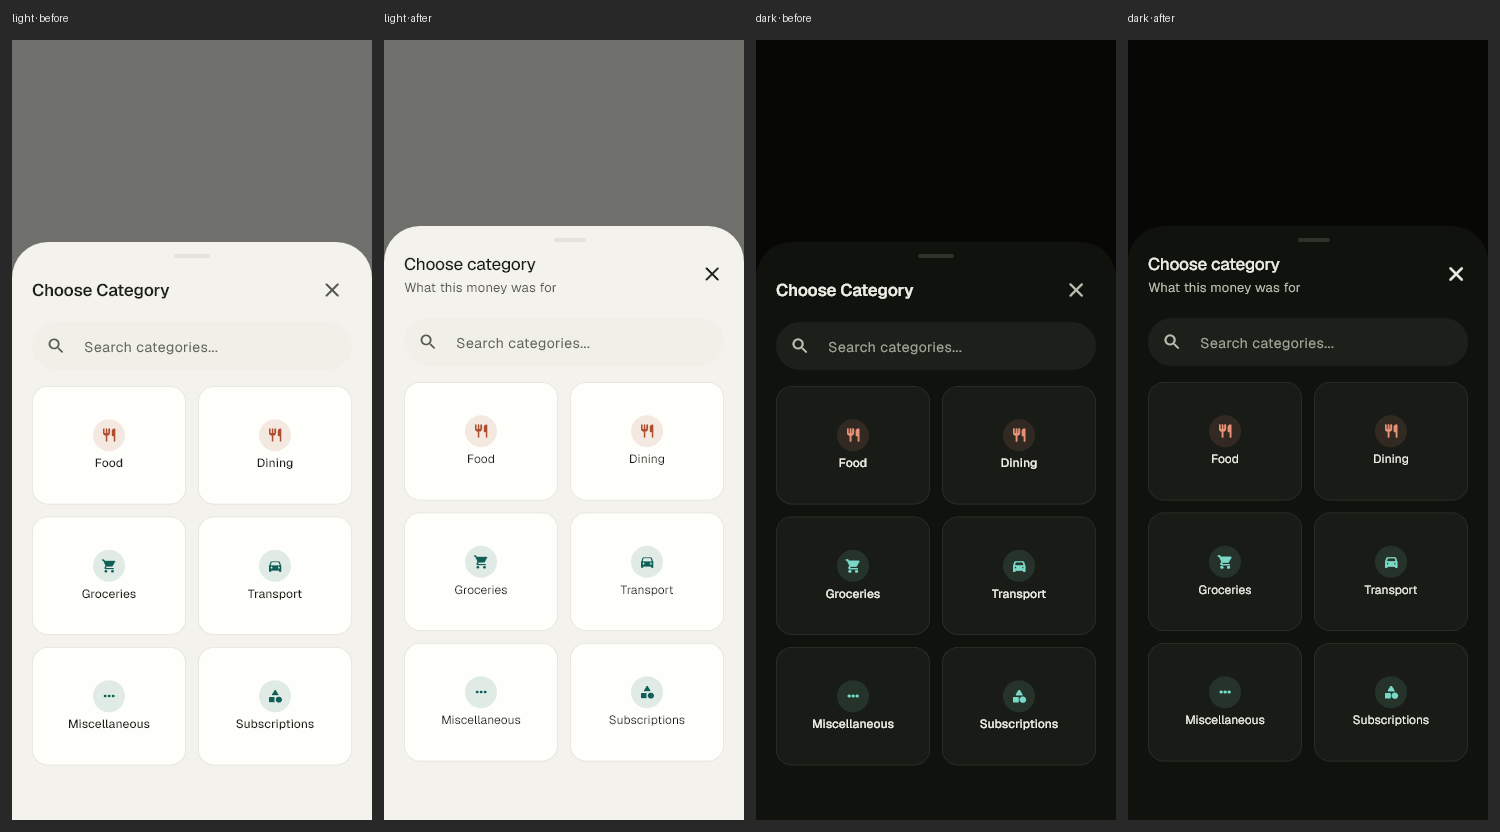 light·before
Choose Category
Search categories...
Food
Dining
Groceries
Transport
Miscellaneous
Subscriptions
light·after
Choose category
What this money was for
Search categories...
Food
Dining
Groceries
Transport
Miscellaneous
Subscriptions
dark·before
Choose Category
Search categories...
Food
Dining
Groceries
Transport
Miscellaneous
Subscriptions
dark·after
Choose category
What this money was for
Search categories...
Food
Dining
Groceries
Transport
Miscellaneous
Subscriptions